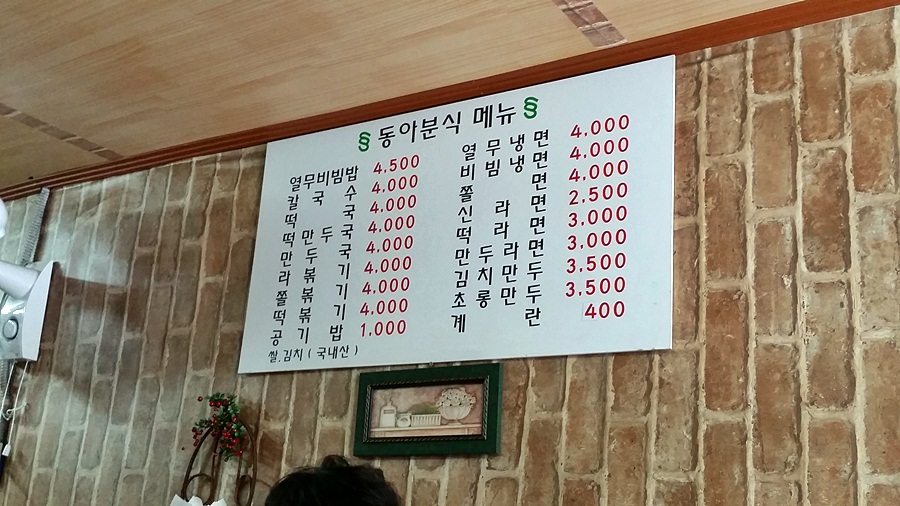 § 동아분식 메뉴 §
열무비빔밥 4.500
칼국수 4.000
떡국 4.000
떡만두국 4.000
만두국 4.000
라볶기 4.000
쫄볶기 4.000
떡볶기 4.000
공기밥 1.000
쌀.김치 ( 국내산 )
열무냉면 4.000
비빔냉면 4.000
쫄면 4.000
신라면 2.500
떡라면 3.000
만두라면 3.000
김치만두 3.500
초롱만두 3.500
계란 400